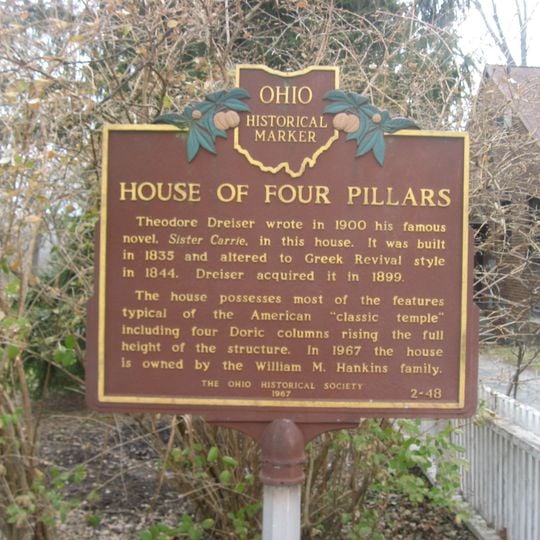 OHIO
HISTORICAL
MARKER
HOUSE OF FOUR PILLARS
Theodore Dreiser wrote in 1900 his famous
novel, Sister Carrie, in this house. It was built
in 1835 and altered to Greek Revival style
in 1844. Dreiser acquired it in 1899.
The house possesses most of the features
typical of the American "classic temple"
including four Doric columns rising the full
height of the structure. In 1967 the house
is owned by the William M. Hankins family.
THE OHIO HISTORICAL SOCIETY
1967
2-48